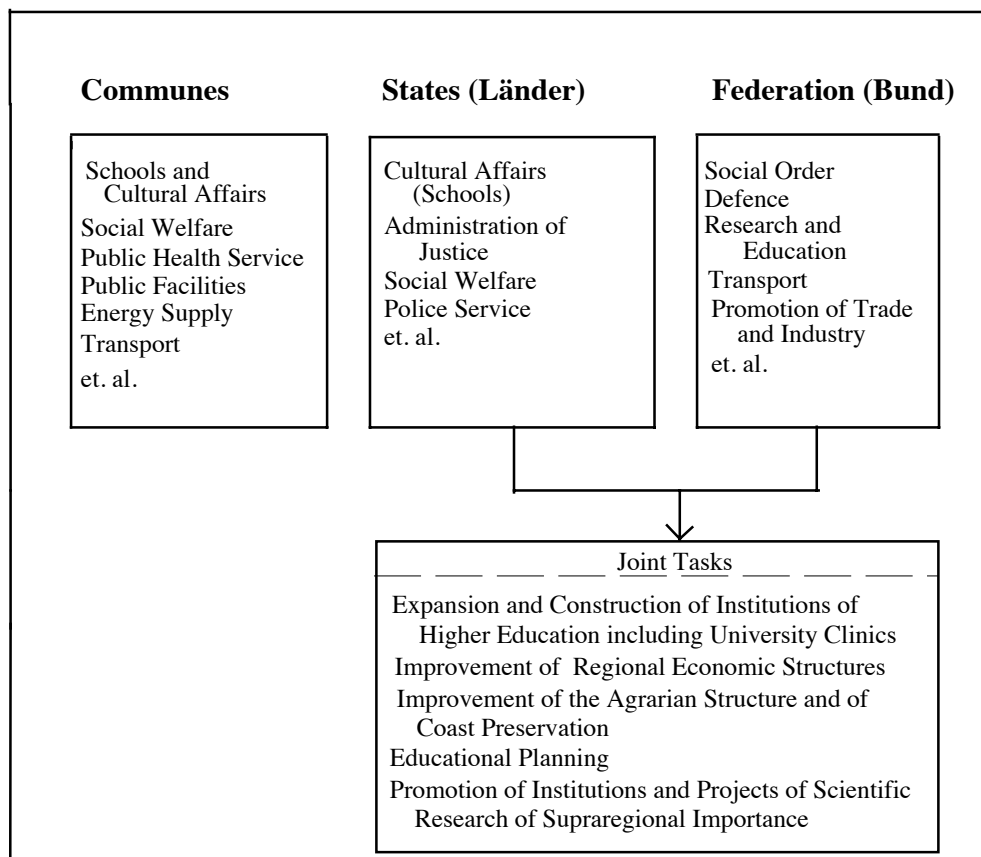 Communes
Schools and
Cultural Affairs
Social Welfare
Public Health Service
Public Facilities
Energy Supply
Transport
et. al.
States (Länder)
Cultural Affairs
(Schools)
Administration of
Justice
Social Welfare
Police Service
et. al.
Federation (Bund)
Social Order
Defence
Research and
Education
Transport
Promotion of Trade
and Industry
et. al.
Joint Tasks
Expansion and Construction of Institutions of
Higher Education including University Clinics
Improvement of Regional Economic Structures
Improvement of the Agrarian Structure and of
Coast Preservation
Educational Planning
Promotion of Institutions and Projects of Scientific
Research of Supraregional Importance